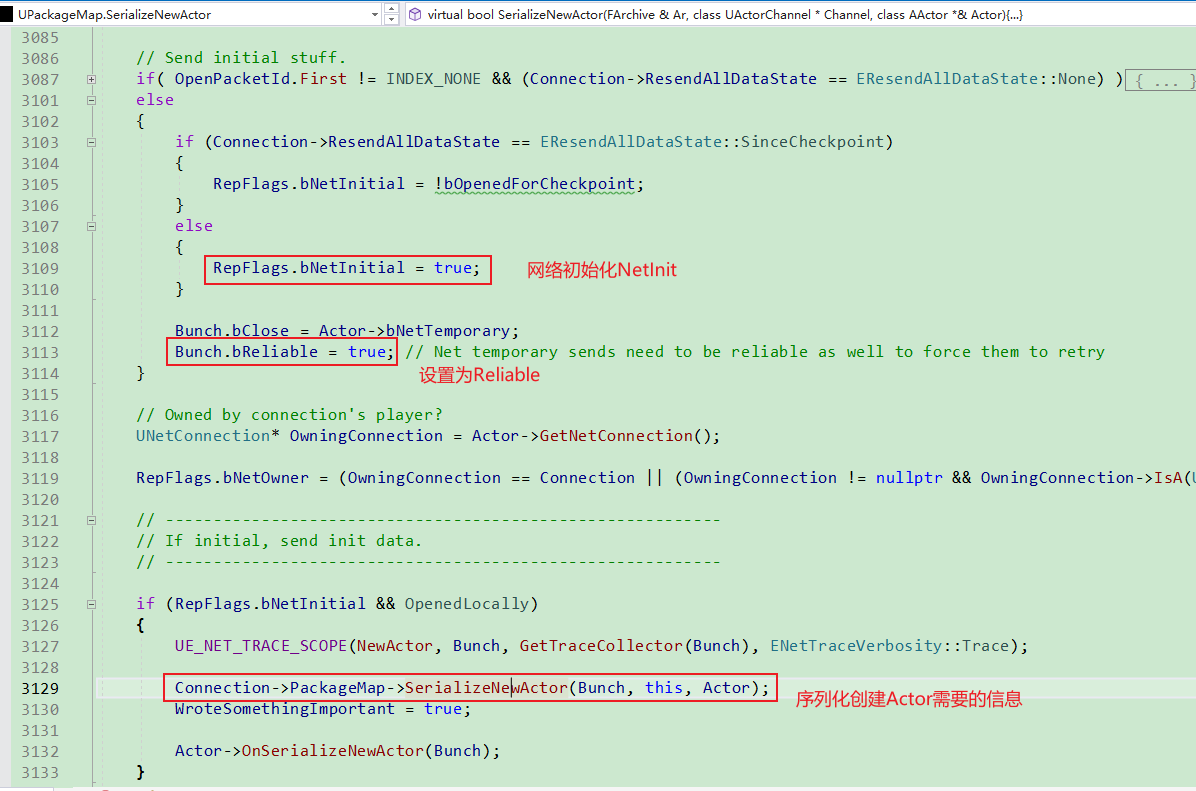 UPackageMap.SerializeNewActor
virtual bool SerializeNewActor(FArchive & Ar, class UActorChannel * Channel, class AActor *& Actor){...}
3085
3086 // Send initial stuff.
3087 if( OpenPacketId.First != INDEX_NONE && (Connection->ResendAllDataState == EResendAllDataState::None) ) { ... }
3101 else
3102 {
3103 if (Connection->ResendAllDataState == EResendAllDataState::SinceCheckpoint)
3104 {
3105 RepFlags.bNetInitial = !bOpenedForCheckpoint;
3106 }
3107 else
3108 {
3109 RepFlags.bNetInitial = true; 网络初始化NetInit
3110 }
3111
3112 Bunch.bClose = Actor->bNetTemporary;
3113 Bunch.bReliable = true; // Net temporary sends need to be reliable as well to force them to retry
3114 } 设置为Reliable
3115
3116 // Owned by connection's player?
3117 UNetConnection* OwningConnection = Actor->GetNetConnection();
3118
3119 RepFlags.bNetOwner = (OwningConnection == Connection || (OwningConnection != nullptr && OwningConnection->IsA(U
3120
3121 // ----------------------------------------------------------
3122 // If initial, send init data.
3123 // ----------------------------------------------------------
3124
3125 if (RepFlags.bNetInitial && OpenedLocally)
3126 {
3127 UE_NET_TRACE_SCOPE(NewActor, Bunch, GetTraceCollector(Bunch), ENetTraceVerbosity::Trace);
3128
3129 Connection->PackageMap->SerializeNewActor(Bunch, this, Actor); 序列化创建Actor需要的信息
3130 WroteSomethingImportant = true;
3131
3132 Actor->OnSerializeNewActor(Bunch);
3133 }